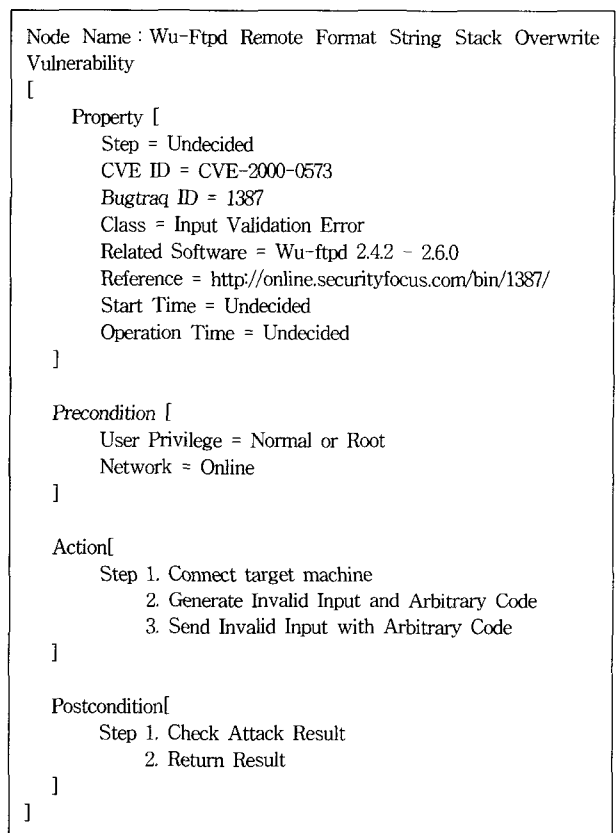 Node Name : Wu-Ftpd Remote Format String Stack Overwrite
Vulnerability
[
Property [
Step = Undecided
CVE ID = CVE-2000-0573
Bugtraq ID = 1387
Class = Input Validation Error
Related Software = Wu-ftpd 2.4.2 - 2.6.0
Reference = http://online.securityfocus.com/bin/1387/
Start Time = Undecided
Operation Time = Undecided
]
Precondition [
User Privilege = Normal or Root
Network = Online
]
Action[
Step 1. Connect target machine
2. Generate Invalid Input and Arbitrary Code
3. Send Invalid Input with Arbitrary Code
]
Postcondition[
Step 1. Check Attack Result
2. Return Result
]
]